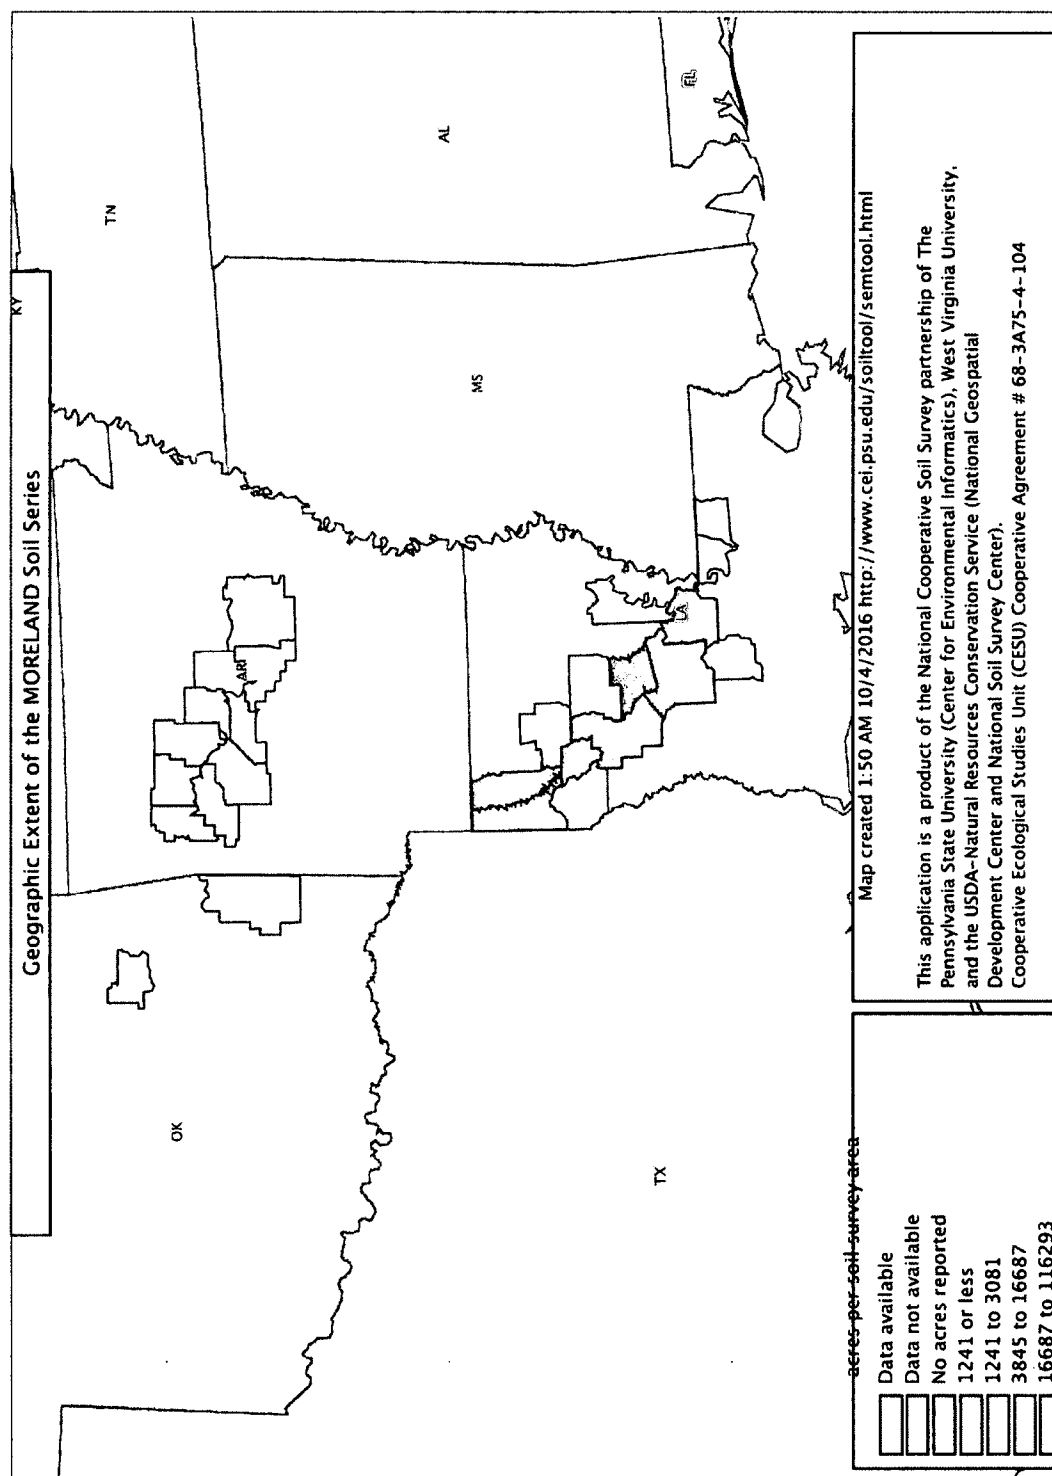 Geographic Extent of the MORELAND Soil Series
KY
TN
AL
FL
MS
AR
LA
OK
TX
acres per soil survey area
Data available
Data not available
No acres reported
1241 or less
1241 to 3081
3845 to 16687
16687 to 116293
Map created 1:50 AM 10/4/2016 http://www.cei.psu.edu/soiltool/semtool.html
This application is a product of the National Cooperative Soil Survey partnership of The
Pennsylvania State University (Center for Environmental Informatics), West Virginia University,
and the USDA-Natural Resources Conservation Service (National Geospatial
Development Center and National Soil Survey Center).
Cooperative Ecological Studies Unit (CESU) Cooperative Agreement # 68-3A75-4-104